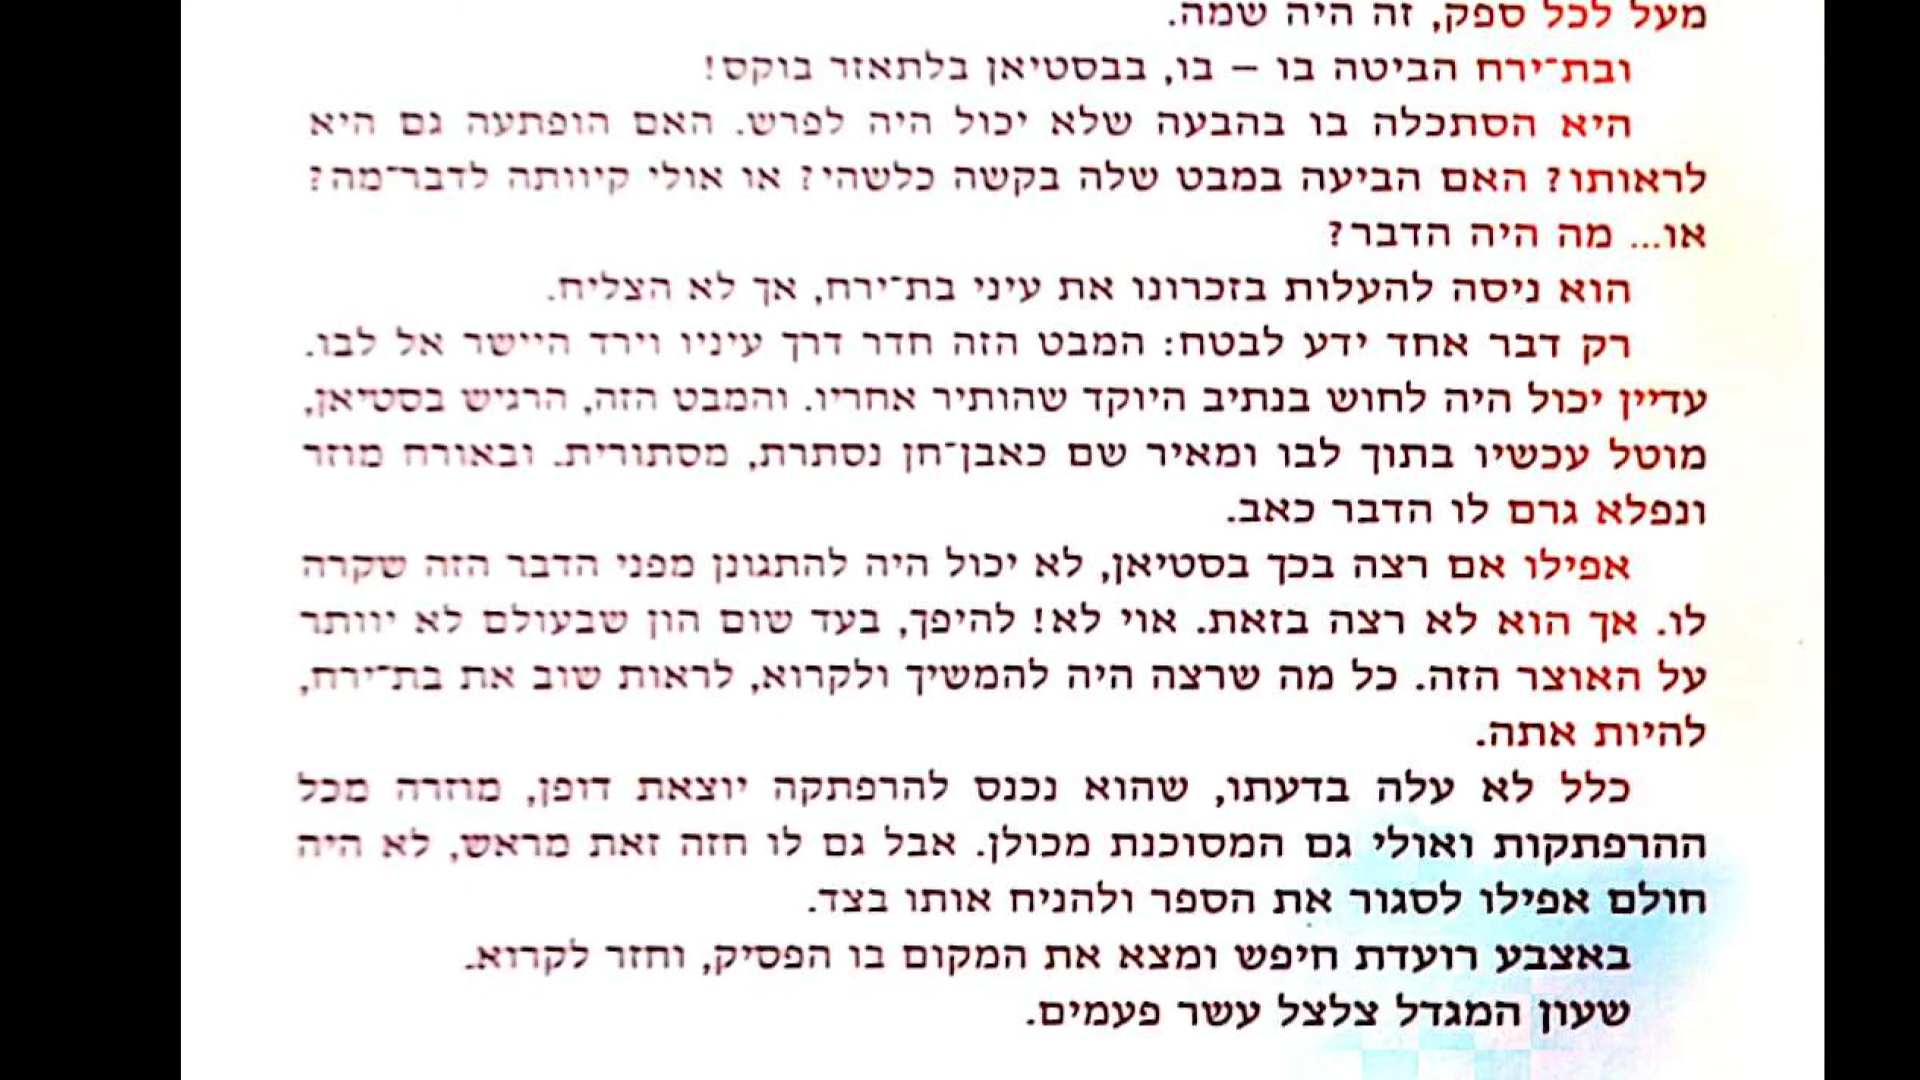 מעל לכל ספק, זה היה שמה.
ובת־ירח הביטה בו – בו, בבסטיאן בלתאזר בוקס!
היא הסתכלה בו בהבעה שלא יכול היה לפרש. האם הופתעה גם היא
לראותו? האם הביעה במבט שלה בקשה כלשהי? או אולי קיוותה לדבר־מה?
או... מה היה הדבר?
הוא ניסה להעלות בזכרונו את עיני בת־ירח, אך לא הצליח.
רק דבר אחד ידע לבטח: המבט הזה חדר דרך עיניו וירד היישר אל לבו.
עדיין יכול היה לחוש בנתיב היוקד שהותיר אחריו. והמבט הזה, הרגיש בסטיאן,
מוטל עכשיו בתוך לבו ומאיר שם כאבן־חן נסתרת, מסתורית. ובאורח מוזר
ונפלא גרם לו הדבר כאב.
אפילו אם רצה בכך בסטיאן, לא יכול היה להתגונן מפני הדבר הזה שקרה
לו. אך הוא לא רצה בזאת. אוי לא! להיפך, בעד שום הון שבעולם לא יוותר
על האוצר הזה. כל מה שרצה היה להמשיך ולקרוא, לראות שוב את בת־ירח,
להיות אתה.
כלל לא עלה בדעתו, שהוא נכנס להרפתקה יוצאת דופן, מוזרה מכל
ההרפתקות ואולי גם המסוכנת מכולן. אבל גם לו חזה זאת מראש, לא היה
חולם אפילו לסגור את הספר ולהניח אותו בצד.
באצבע רועדת חיפש ומצא את המקום בו הפסיק, וחזר לקרוא.
שעון המגדל צלצל עשר פעמים.